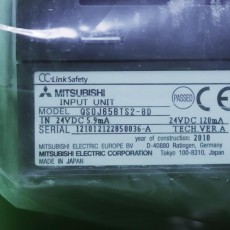 CC-Link Safety
MITSUBISHI
INPUT UNIT
PASSED
MODEL QS0J65BTS2-8D
IN 24VDC 5.9mA 24VDC 120mA
SERIAL 121012122850036-A TECH VER.A
year of construction: 2010
MITSUBISHI ELECTRIC EUROPE BV D-40880 Ratingen, Germany
MITSUBISHI ELECTRIC CORPORATION Tokyo 100-8310, Japan
MADE IN JAPAN